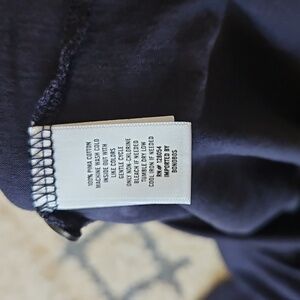 100% PIMA COTTON
MACHINE WASH COLD
INSIDE OUT WITH
LIKE COLORS
GENTLE CYCLE
ONLY NON-CHLORINE
BLEACH IF NEEDED
TUMBLE DRY LOW
COOL IRON IF NEEDED
RN# 128054
IMPORTED BY
BONOBOS